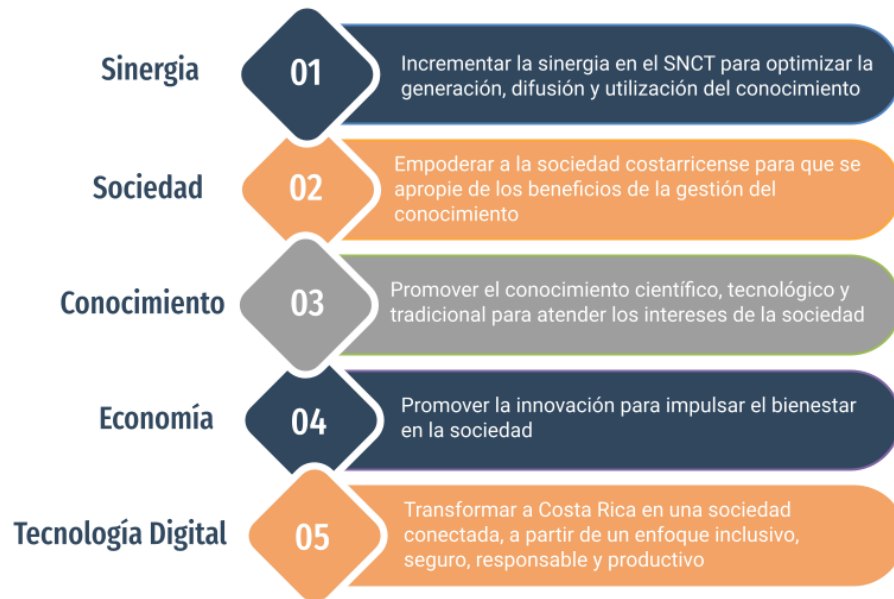 Sinergia
01
Incrementar la sinergia en el SNCT para optimizar la
generación, difusión y utilización del conocimiento
Sociedad
02
Empoderar a la sociedad costarricense para que se
apropie de los beneficios de la gestión del
conocimiento
Conocimiento
03
Promover el conocimiento científico, tecnológico y
tradicional para atender los intereses de la sociedad
Economía
04
Promover la innovación para impulsar el bienestar
en la sociedad
Tecnología Digital
05
Transformar a Costa Rica en una sociedad
conectada, a partir de un enfoque inclusivo,
seguro, responsable y productivo